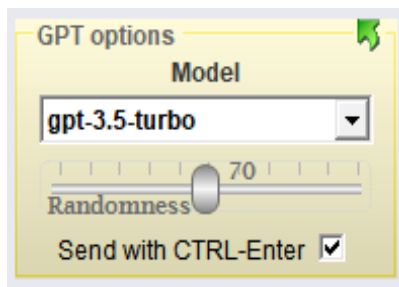 GPT options
Model
gpt-3.5-turbo
70
Randomness
Send with CTRL-Enter